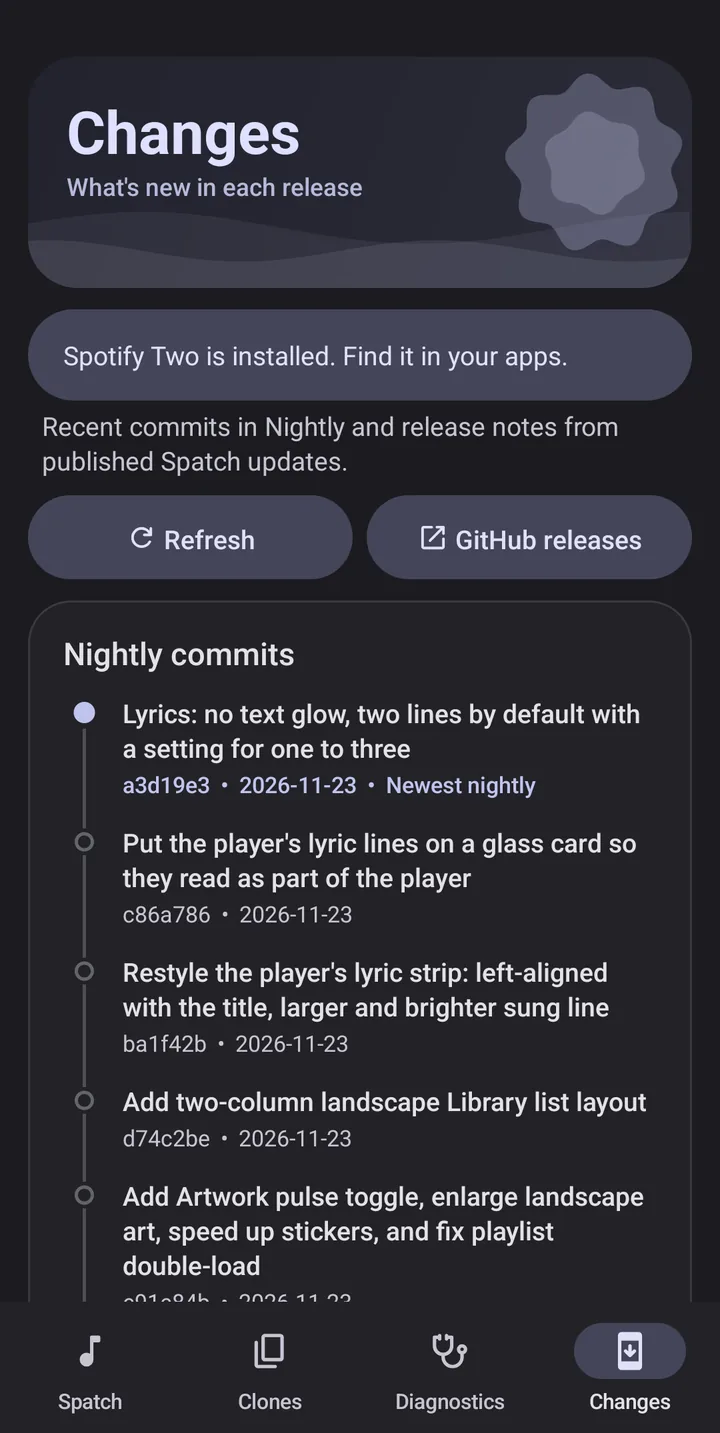 Changes
What's new in each release
Spotify Two is installed. Find it in your apps.
Recent commits in Nightly and release notes from
published Spatch updates.
Refresh
GitHub releases
Nightly commits
Lyrics: no text glow, two lines by default with
a setting for one to three
a3d19e3 • 2026-11-23 • Newest nightly
Put the player's lyric lines on a glass card so
they read as part of the player
c86a786 • 2026-11-23
Restyle the player's lyric strip: left-aligned
with the title, larger and brighter sung line
ba1f42b • 2026-11-23
Add two-column landscape Library list layout
d74c2be • 2026-11-23
Add Artwork pulse toggle, enlarge landscape
art, speed up stickers, and fix playlist
double-load
Spatch
Clones
Diagnostics
Changes